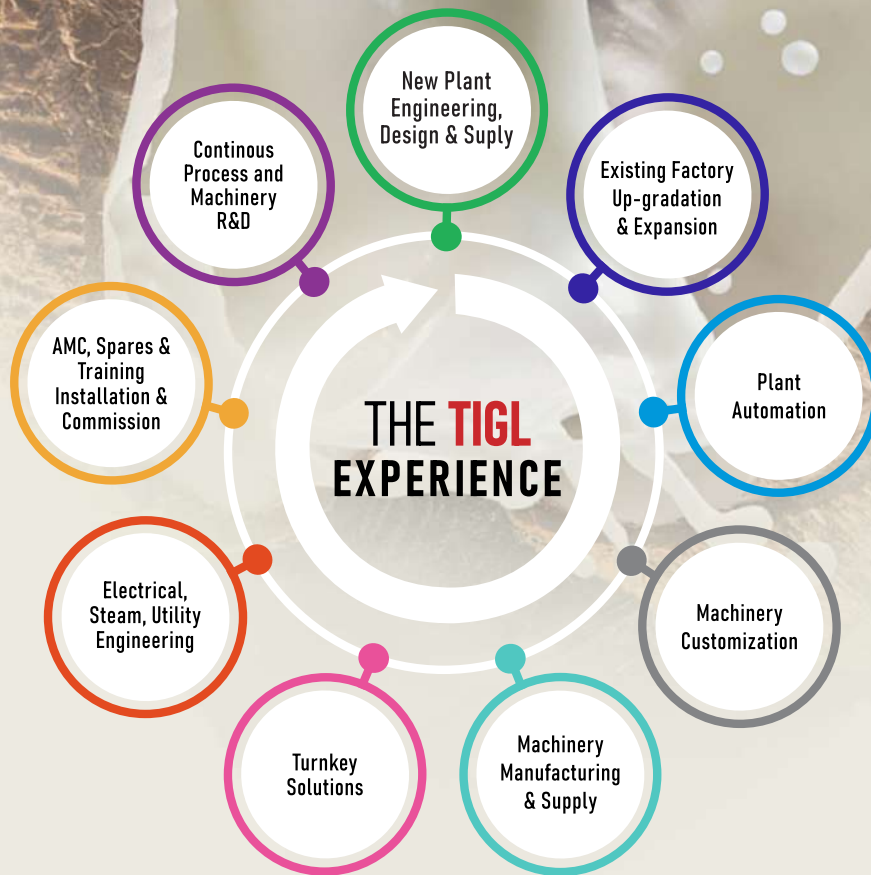 New Plant
Engineering,
Design & Suply
Existing Factory
Up-gradation
& Expansion
Plant
Automation
Machinery
Customization
Machinery
Manufacturing
& Supply
Turnkey
Solutions
Electrical,
Steam, Utility
Engineering
AMC, Spares &
Training
Installation &
Commission
Continous
Process and
Machinery
R&D
THE TIGL
EXPERIENCE